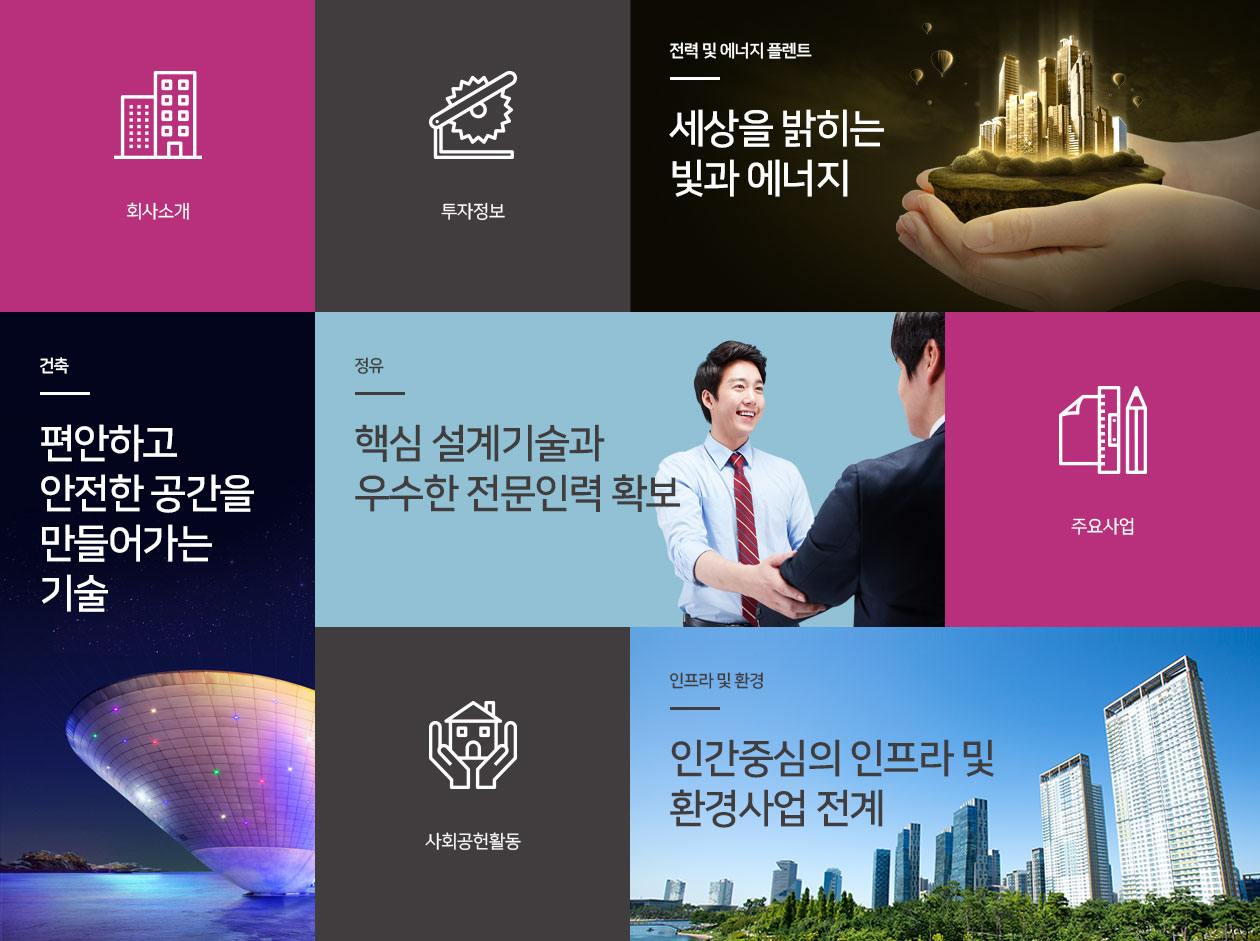 회사소개
투자정보
전력 및 에너지 플렌트
세상을 밝히는
빛과 에너지
건축
편안하고
안전한 공간을
만들어가는
기술
정유
핵심 설계기술과
우수한 전문인력 확보
주요사업
사회공헌활동
인프라 및 환경
인간중심의 인프라 및
환경사업 전계